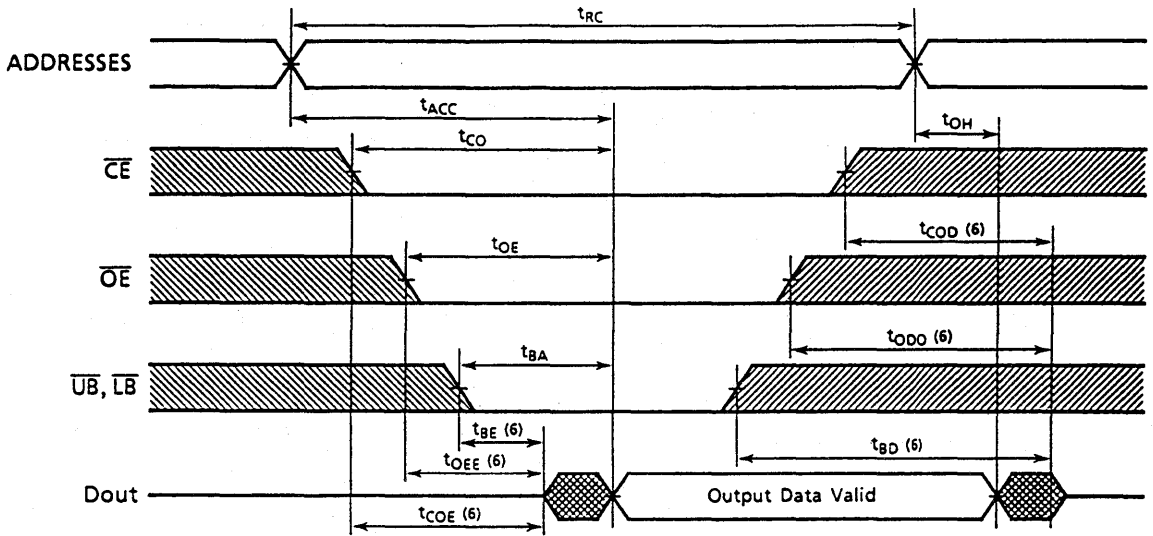 tRC
ADDRESSES
tACC
tOH
tCO
CE
tCOD (6)
tOE
OE
tODO (6)
tBA
UB, LB
tBE (6)
tBD (6)
tOEE (6)
Dout
Output Data Valid
tCOE (6)